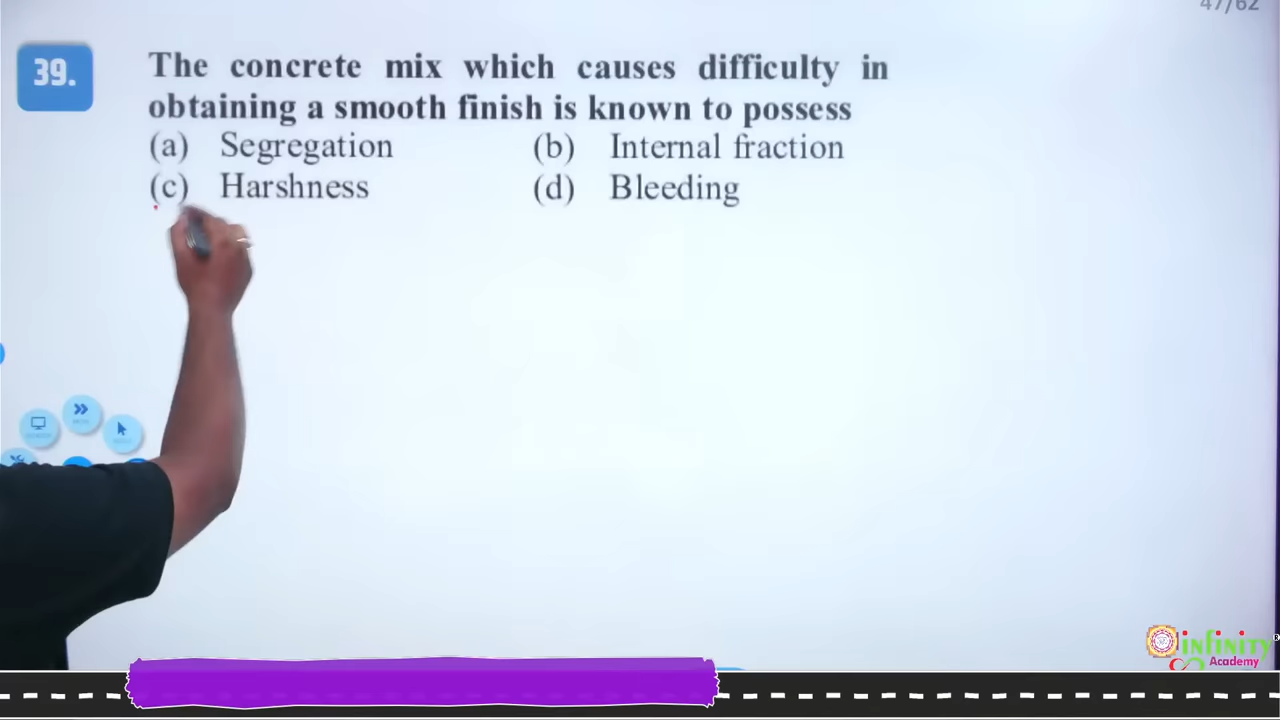 47/62
39.
The concrete mix which causes difficulty in
obtaining a smooth finish is known to possess
(a) Segregation (b) Internal fraction
(c) Harshness (d) Bleeding
infinity
Academy